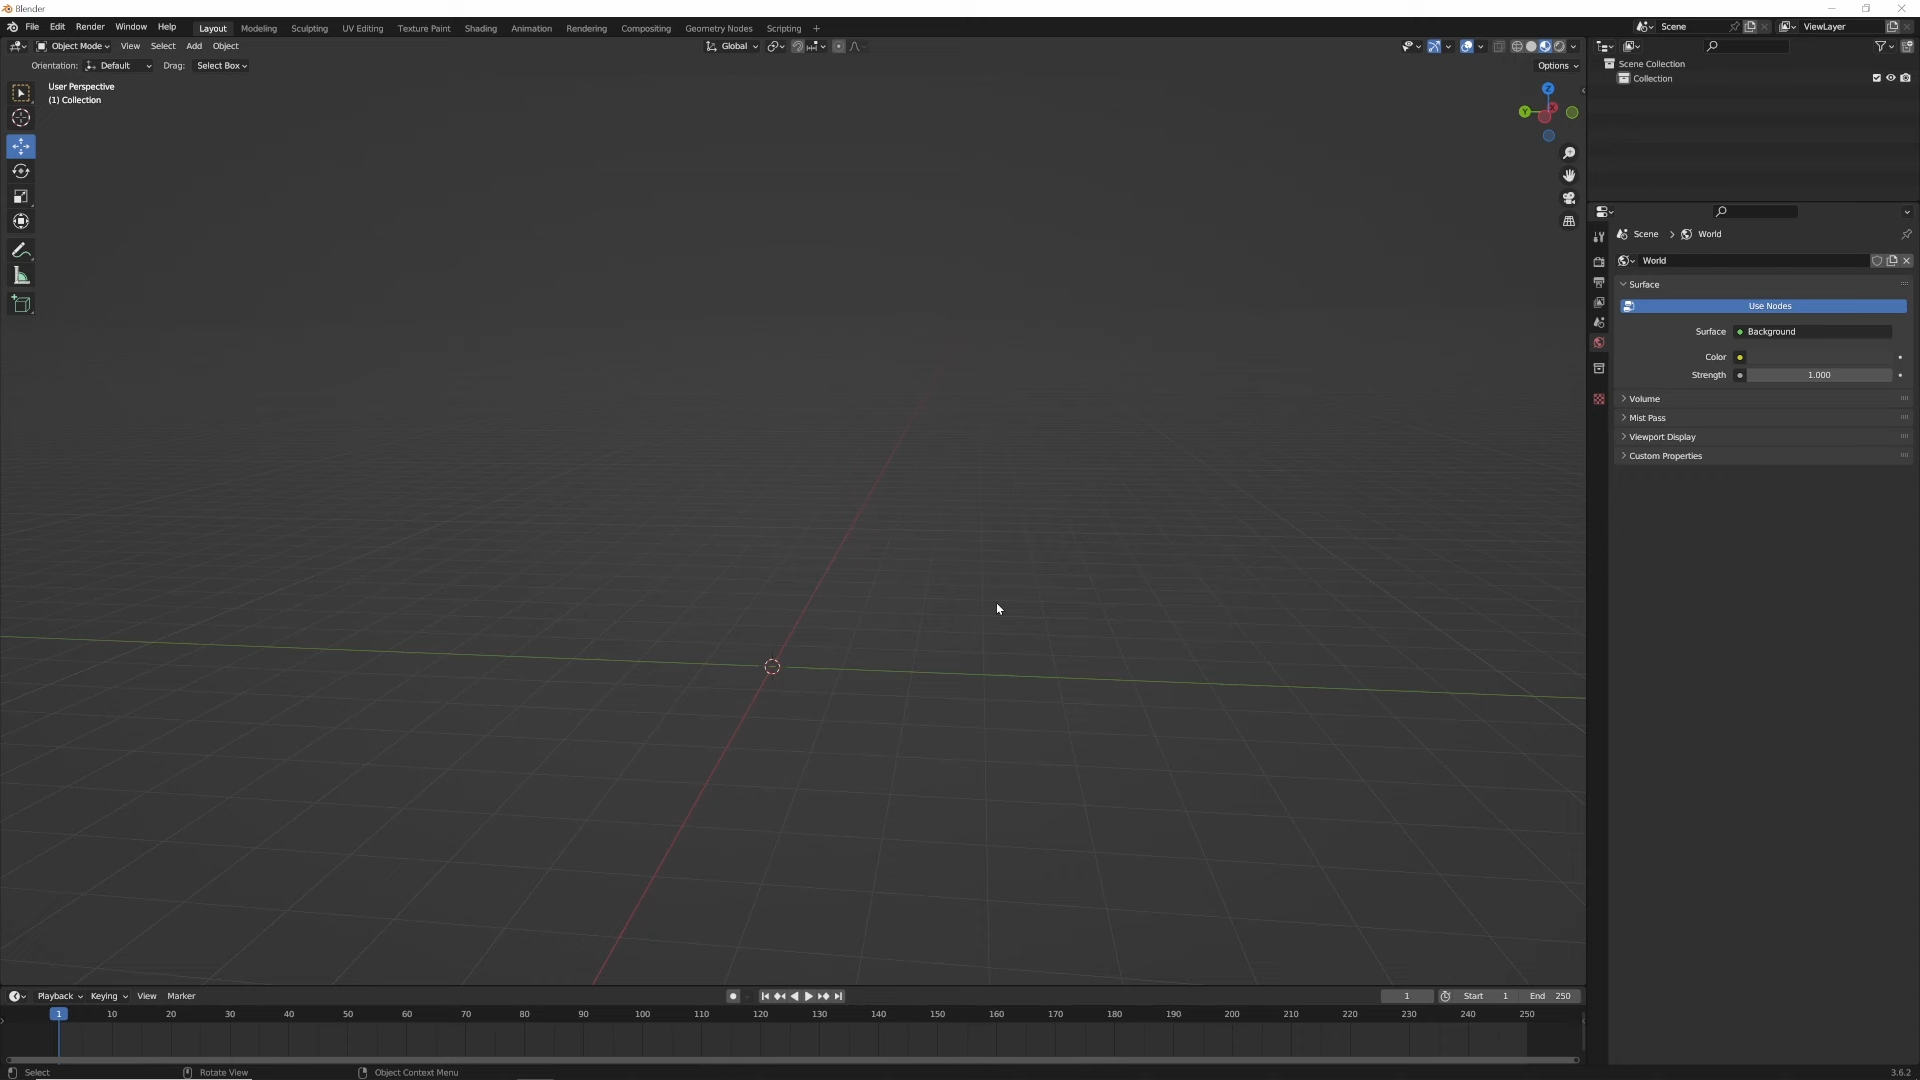 Blender
File Edit Render Window Help Layout Modeling Sculpting UV Editing Texture Paint Shading Animation Rendering Compositing Geometry Nodes Scripting + Scene ViewLayer
Object Mode View Select Add Object Global
Orientation: Default Drag: Select Box Options
User Perspective
(1) Collection
Z
Y
X
Scene Collection
Collection
Scene > World
World
Surface
Use Nodes
Surface Background
Color
Strength 1.000
Volume
Mist Pass
Viewport Display
Custom Properties
Playback Keying View Marker 1 Start 1 End 250
1 10 20 30 40 50 60 70 80 90 100 110 120 130 140 150 160 170 180 190 200 210 220 230 240 250
Select Rotate View Object Context Menu 3.6.2